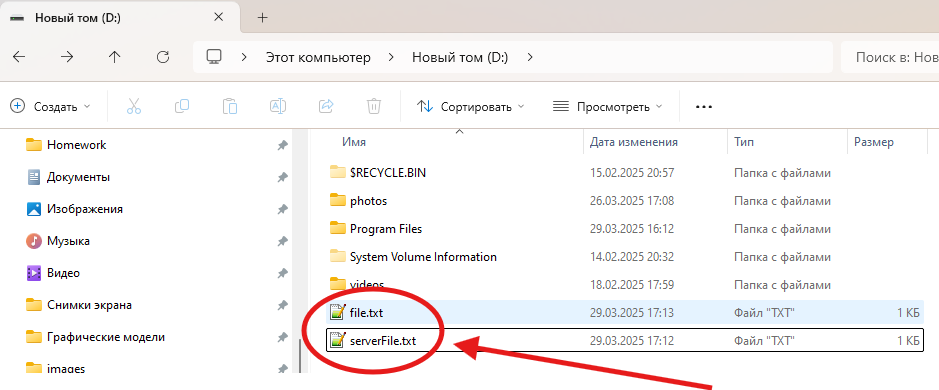 Новый том (D:)
Этот компьютер
Новый том (D:)
Поиск в: Нов
Создать
Сортировать
Просмотреть
Homework
Документы
Изображения
Музыка
Видео
Снимки экрана
Графические модели
images
Имя Дата изменения Тип Размер
$RECYCLE.BIN 15.02.2025 20:57 Папка с файлами
photos 26.03.2025 17:08 Папка с файлами
Program Files 29.03.2025 16:12 Папка с файлами
System Volume Information 14.02.2025 20:32 Папка с файлами
videos 18.02.2025 17:59 Папка с файлами
file.txt 29.03.2025 17:13 Файл "TXT" 1 КБ
serverFile.txt 29.03.2025 17:12 Файл "TXT" 1 КБ